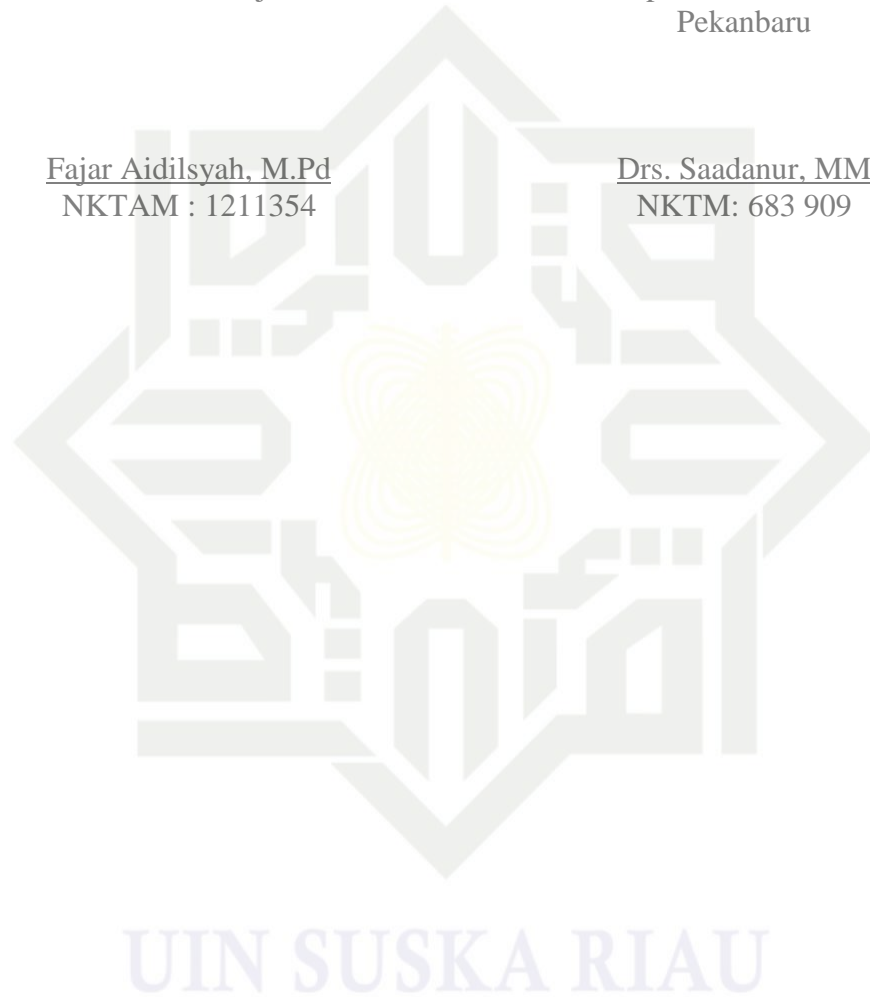 Pekanbaru
Fajar Aidilsyah, M.Pd
Drs. Saadanur, MM
NKTAM : 1211354
NKTM: 683 909
UIN SUSKA RIAU